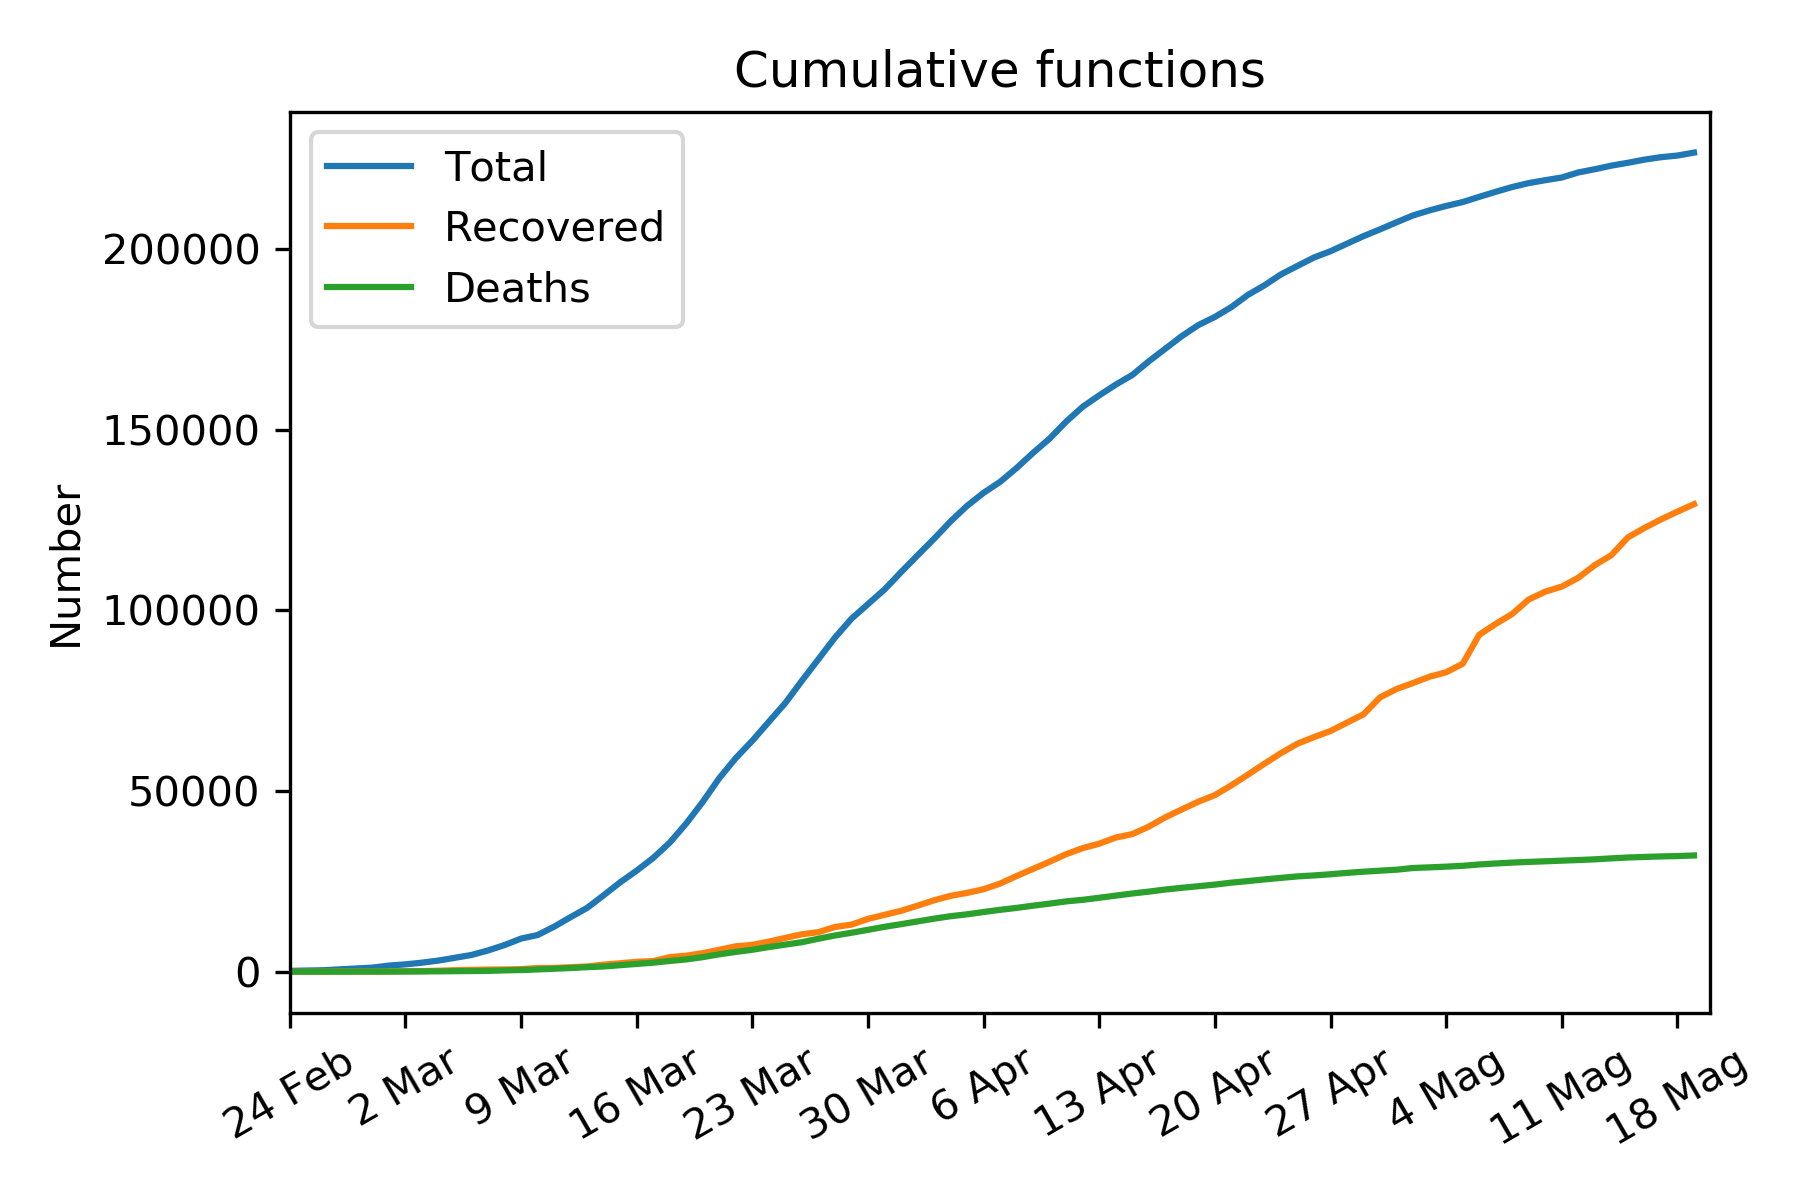 Cumulative functions
Total
Recovered
Deaths
Number
200000
150000
100000
50000
0
24 Feb
2 Mar
9 Mar
16 Mar
23 Mar
30 Mar
6 Apr
13 Apr
20 Apr
27 Apr
4 Mag
11 Mag
18 Mag